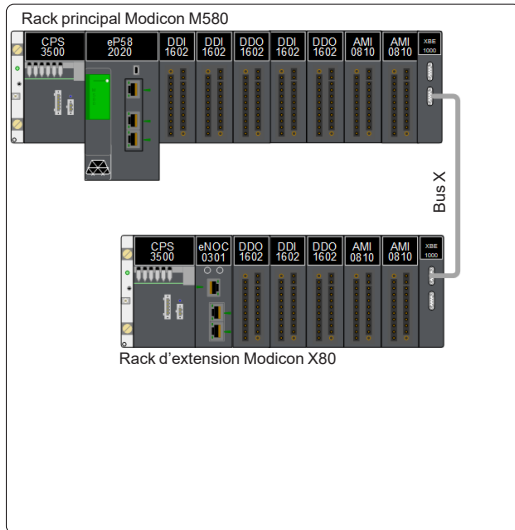 Rack principal Modicon M580
CPS
3500
eP58
2020
DDI
1602
DDI
1602
DDO
1602
DDI
1602
DDO
1602
AMI
0810
AMI
0810
XBE
1000
Bus X
CPS
3500
eNOC
0301
DDO
1602
DDI
1602
DDO
1602
AMI
0810
AMI
0810
XBE
1000
Rack d’extension Modicon X80